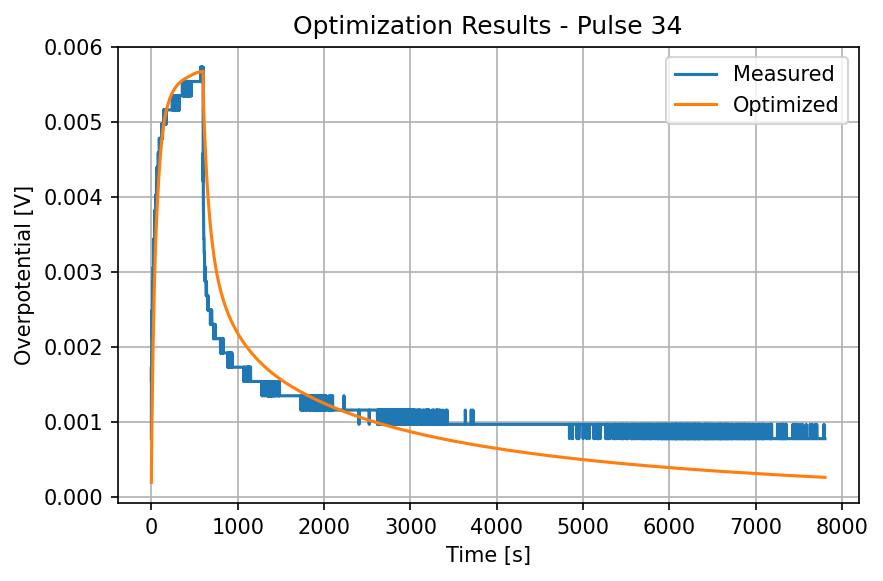 Optimization Results - Pulse 34
Measured
Optimized
Overpotential [V]
0.006
0.005
0.004
0.003
0.002
0.001
0.000
0 1000 2000 3000 4000 5000 6000 7000 8000
Time [s]